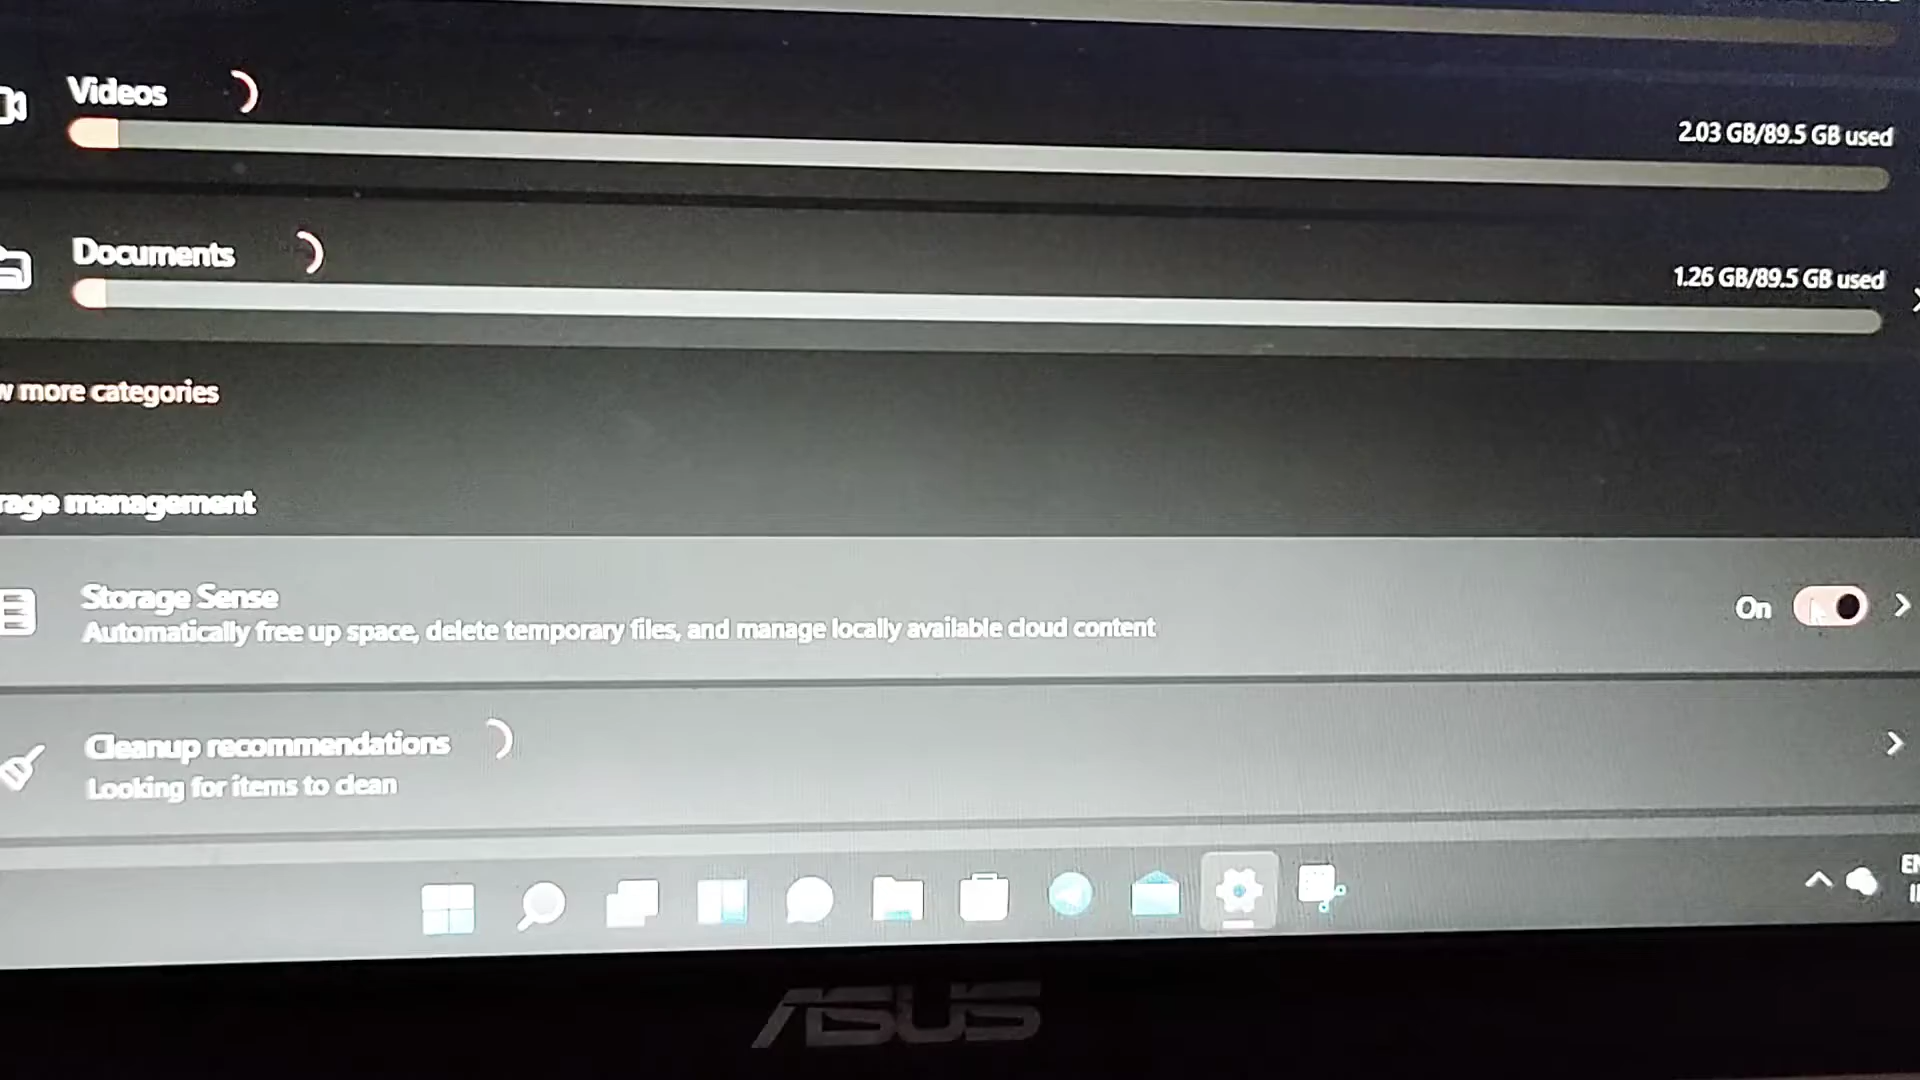 Videos
2.03 GB/89.5 GB used
Documents
1.26 GB/89.5 GB used
more categories
management
Storage Sense
On
Automatically free up space, delete temporary files, and manage locally available cloud content
Cleanup recommendations
Looking for items to clean
ASUS